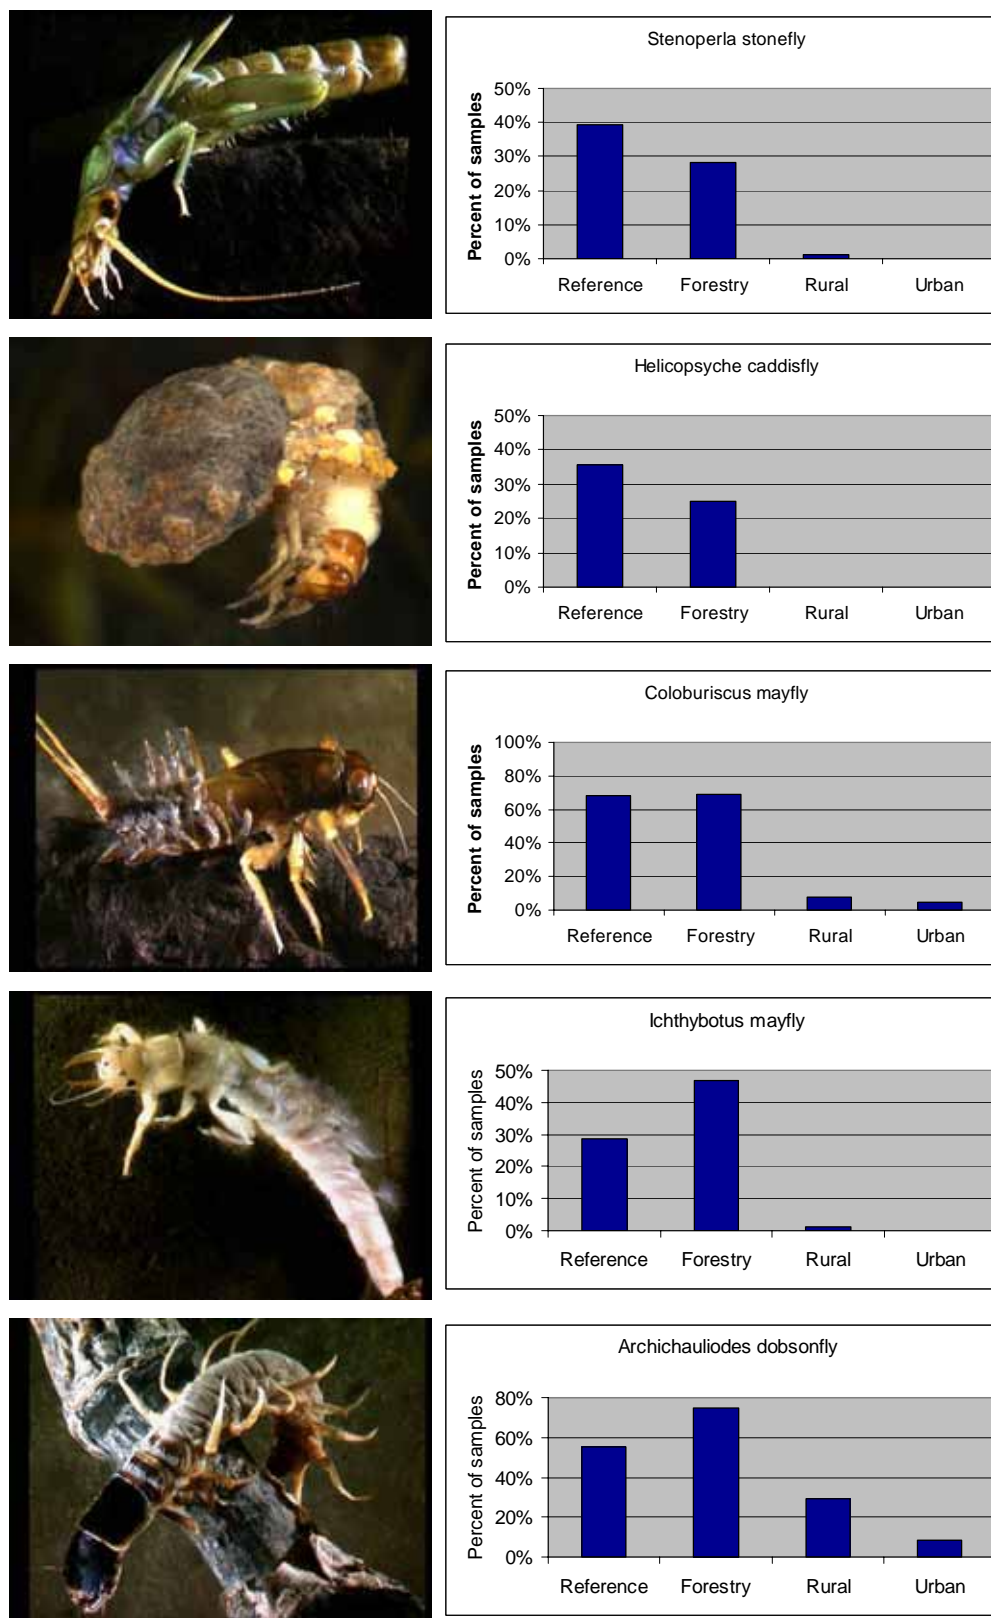 Stenoperla stonefly
Percent of samples
50%
40%
30%
20%
10%
0%
Reference Forestry Rural Urban
Helicopsyche caddisfly
Percent of samples
50%
40%
30%
20%
10%
0%
Reference Forestry Rural Urban
Coloburiscus mayfly
Percent of samples
100%
80%
60%
40%
20%
0%
Reference Forestry Rural Urban
Ichthybotus mayfly
Percent of samples
50%
40%
30%
20%
10%
0%
Reference Forestry Rural Urban
Archichauliodes dobsonfly
Percent of samples
80%
60%
40%
20%
0%
Reference Forestry Rural Urban